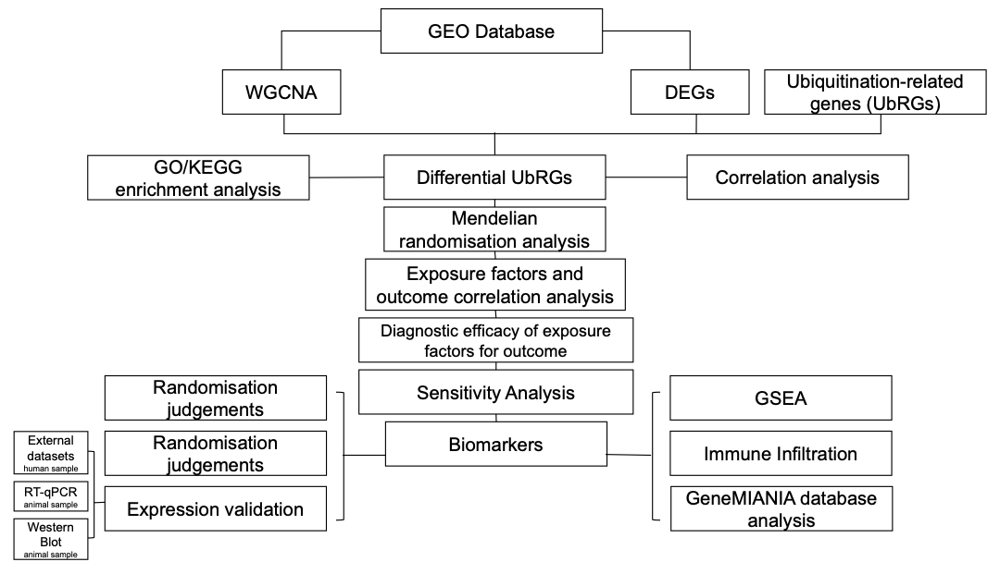 GEO Database
WGCNA
DEGs
Ubiquitination-related
genes (UbRGs)
GO/KEGG
enrichment analysis
Differential UbRGs
Correlation analysis
Mendelian
randomisation analysis
Exposure factors and
outcome correlation analysis
Diagnostic efficacy of exposure
factors for outcome
Sensitivity Analysis
Biomarkers
Randomisation
judgements
Randomisation
judgements
Expression validation
External
datasets
human sample
RT-qPCR
animal sample
Western
Blot
animal sample
GSEA
Immune Infiltration
GeneMIANIA database
analysis